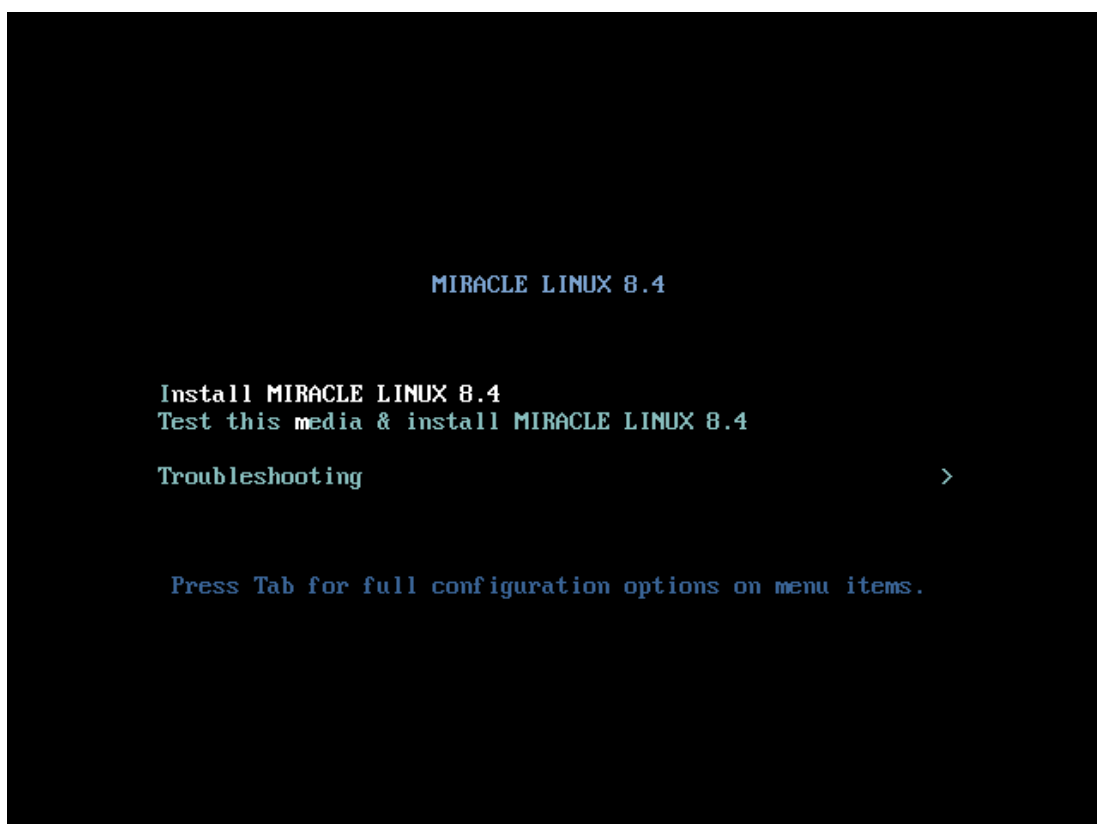 MIRACLE LINUX 8.4
Install MIRACLE LINUX 8.4
Test this media & install MIRACLE LINUX 8.4
Troubleshooting >
Press Tab for full configuration options on menu items.